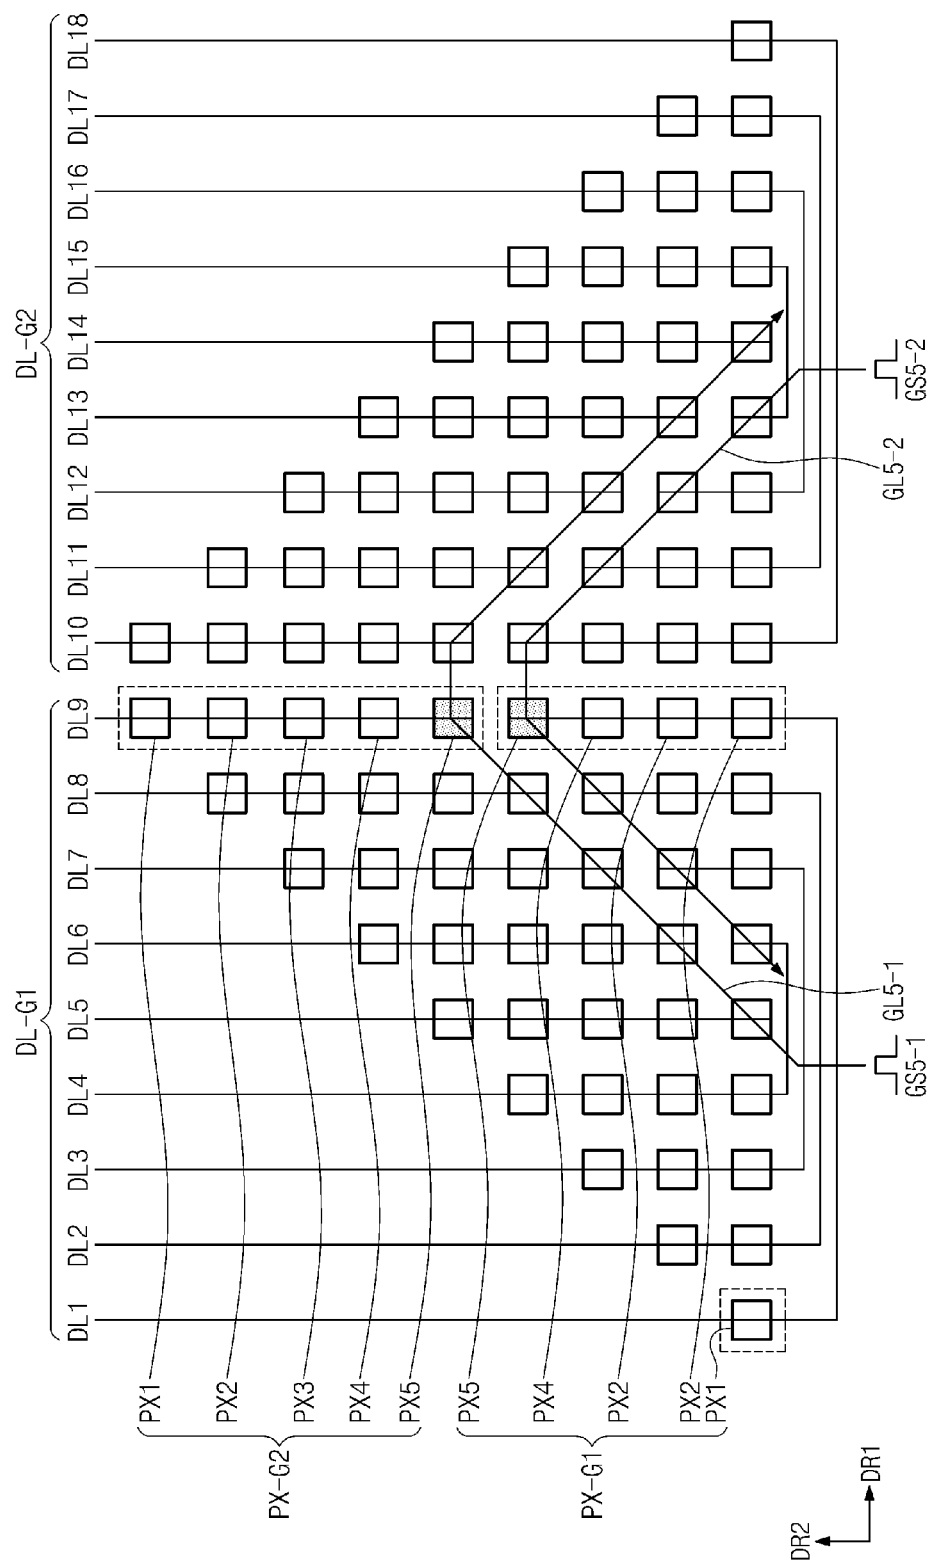 DL-G1
DL-G2
DL1
DL2
DL3
DL4
DL5
DL6
DL7
DL8
DL9
DL10
DL11
DL12
DL13
DL14
DL15
DL16
DL17
DL18
PX-G2
PX1
PX2
PX3
PX4
PX5
PX-G1
PX5
PX4
PX2
PX2
PX1
GL5-1
GL5-2
GS5-1
GS5-2
DR2
DR1